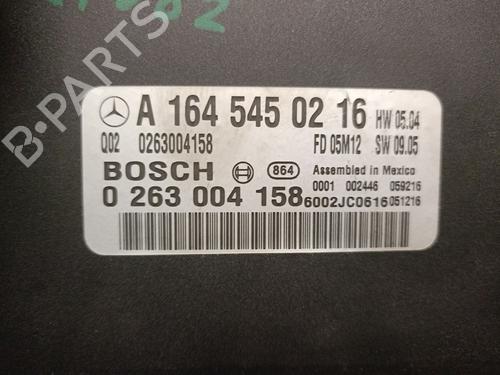 A 164 545 02 16 HW 05.04
Q02 0263004158 FD 05M12 SW 09.05
BOSCH 864 Assembled in Mexico
0001 002446 059216
0 263 004 158 6002JC0616 051216
B-PARTS